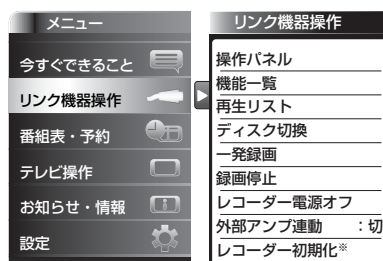 メニュー
今すぐできること
リンク機器操作
番組表・予約
テレビ操作
お知らせ・情報
設定
リンク機器操作
操作パネル
機能一覧
再生リスト
ディスク切換
一発録画
録画停止
レコーダー電源オフ
外部アンプ連動 :切
レコーダー初期化※